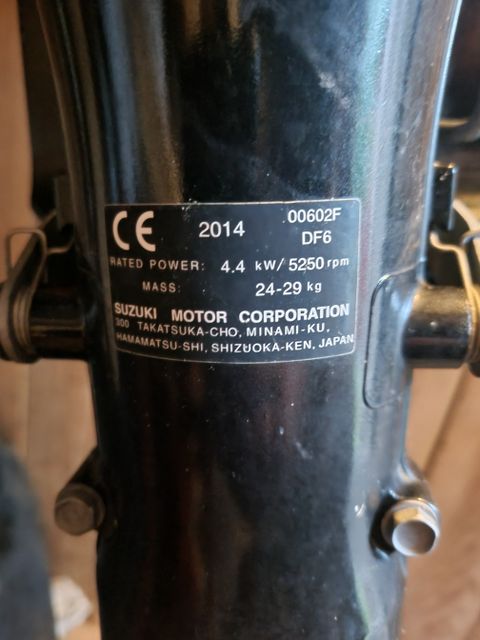 CE 2014 00602F
DF6
RATED POWER: 4.4 kW/5250 rpm
MASS: 24-29 kg
SUZUKI MOTOR CORPORATION
300 TAKATSUKA-CHO, MINAMI-KU,
HAMAMATSU-SHI, SHIZUOKA-KEN, JAPAN